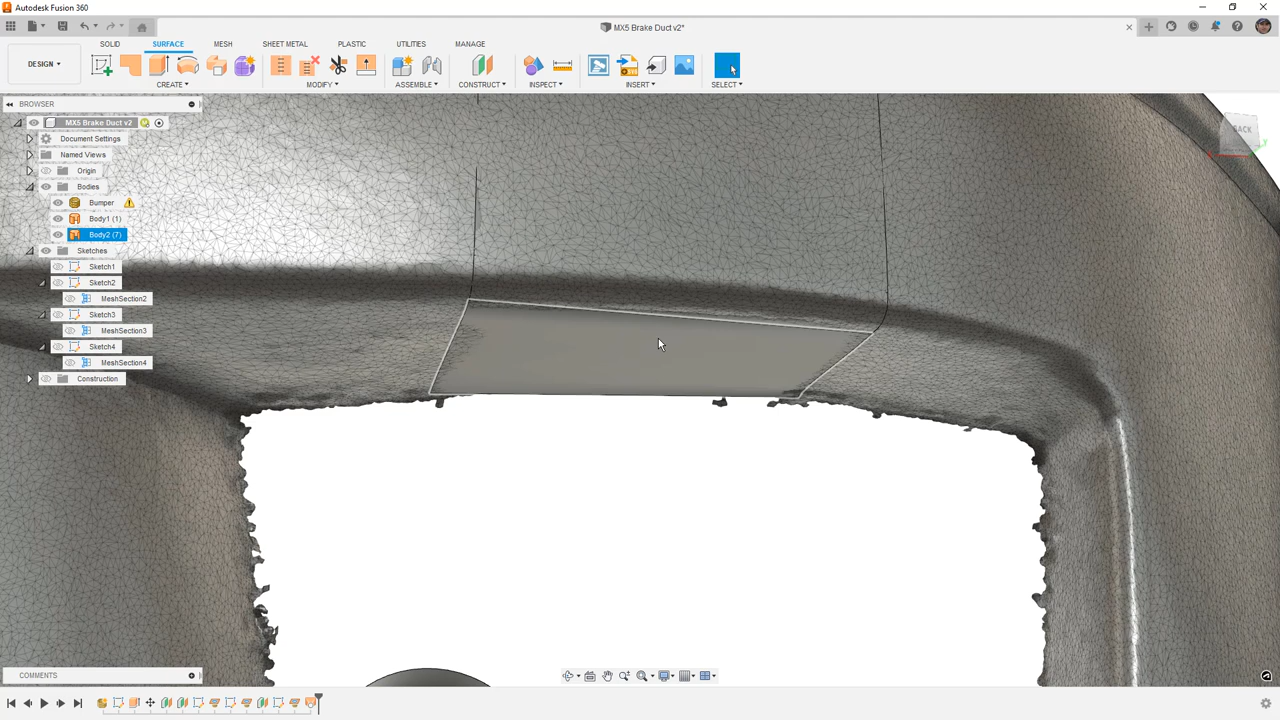 Autodesk Fusion 360
MX5 Brake Duct v2*
SOLID SURFACE MESH SHEET METAL PLASTIC UTILITIES MANAGE
DESIGN ▾
CREATE ▾ MODIFY ▾ ASSEMBLE ▾ CONSTRUCT ▾ INSPECT ▾ INSERT ▾ SELECT ▾
BROWSER
MX5 Brake Duct v2
Document Settings
Named Views
Origin
Bodies
Bumper
Body1 (1)
Body2 (7)
Sketches
Sketch1
Sketch2
MeshSection2
Sketch3
MeshSection3
Sketch4
MeshSection4
Construction
BACK
COMMENTS